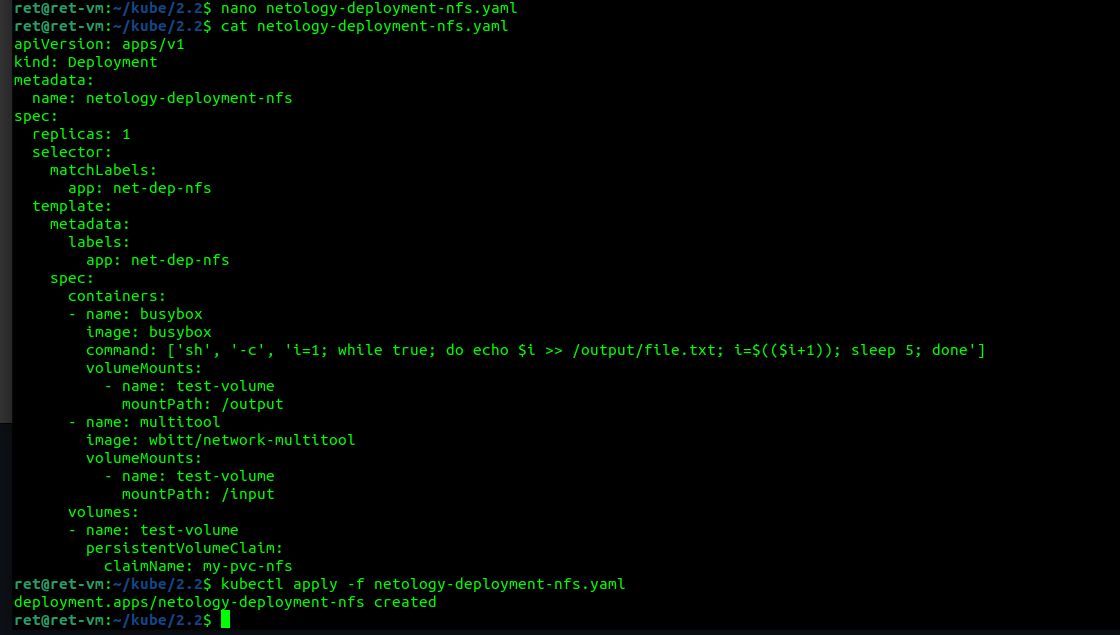 ret@ret-vm:~/kube/2.2$ nano netology-deployment-nfs.yaml
ret@ret-vm:~/kube/2.2$ cat netology-deployment-nfs.yaml
apiVersion: apps/v1
kind: Deployment
metadata:
  name: netology-deployment-nfs
spec:
  replicas: 1
  selector:
    matchLabels:
      app: net-dep-nfs
  template:
    metadata:
      labels:
        app: net-dep-nfs
    spec:
      containers:
      - name: busybox
        image: busybox
        command: ['sh', '-c', 'i=1; while true; do echo $i >> /output/file.txt; i=$(($i+1)); sleep 5; done']
        volumeMounts:
          - name: test-volume
            mountPath: /output
      - name: multitool
        image: wbitt/network-multitool
        volumeMounts:
          - name: test-volume
            mountPath: /input
      volumes:
      - name: test-volume
        persistentVolumeClaim:
          claimName: my-pvc-nfs
ret@ret-vm:~/kube/2.2$ kubectl apply -f netology-deployment-nfs.yaml
deployment.apps/netology-deployment-nfs created
ret@ret-vm:~/kube/2.2$